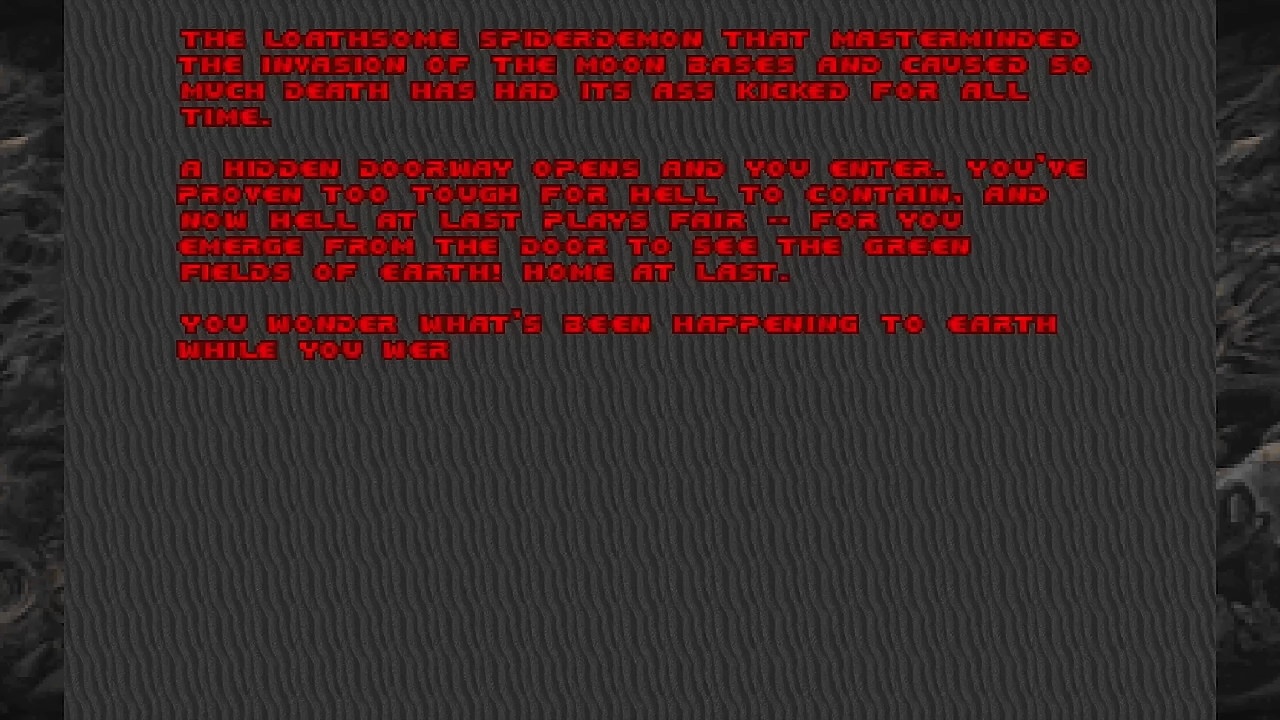 THE LOATHSOME SPIDERDEMON THAT MASTERMINDED
THE INVASION OF THE MOON BASES AND CAUSED SO
MUCH DEATH HAS HAD ITS ASS KICKED FOR ALL
TIME.
A HIDDEN DOORWAY OPENS AND YOU ENTER. YOU'VE
PROVEN TOO TOUGH FOR HELL TO CONTAIN, AND
NOW HELL AT LAST PLAYS FAIR -- FOR YOU
EMERGE FROM THE DOOR TO SEE THE GREEN
FIELDS OF EARTH! HOME AT LAST.
YOU WONDER WHAT'S BEEN HAPPENING TO EARTH
WHILE YOU WER